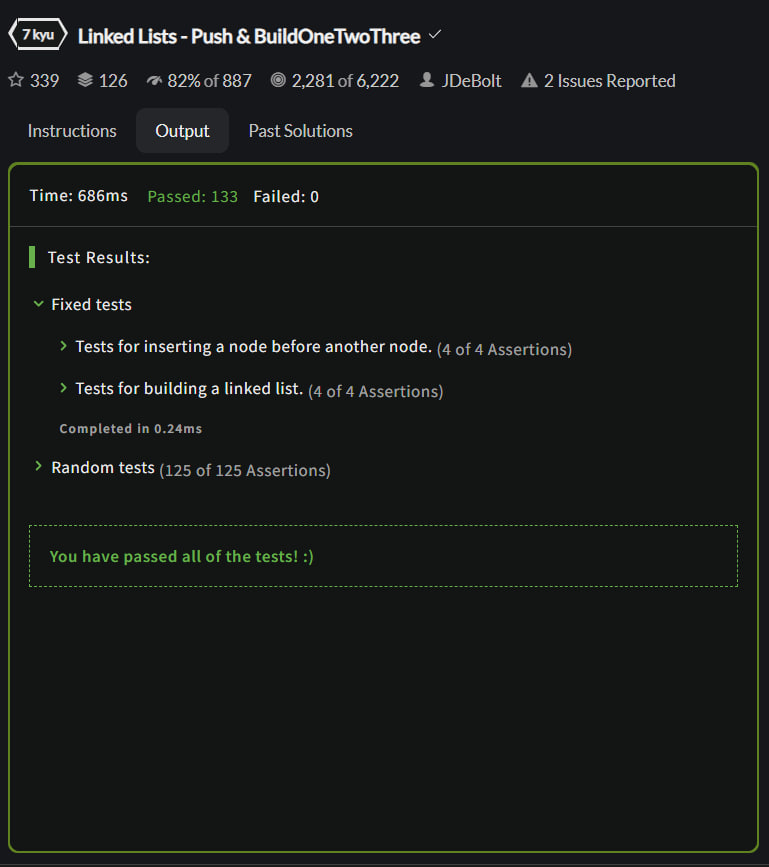 7 kyu Linked Lists - Push & BuildOneTwoThree
339 126 82% of 887 2,281 of 6,222 JDeBolt 2 Issues Reported
Instructions Output Past Solutions
Time: 686ms Passed: 133 Failed: 0
Test Results:
Fixed tests
Tests for inserting a node before another node. (4 of 4 Assertions)
Tests for building a linked list. (4 of 4 Assertions)
Completed in 0.24ms
Random tests (125 of 125 Assertions)
You have passed all of the tests! :)